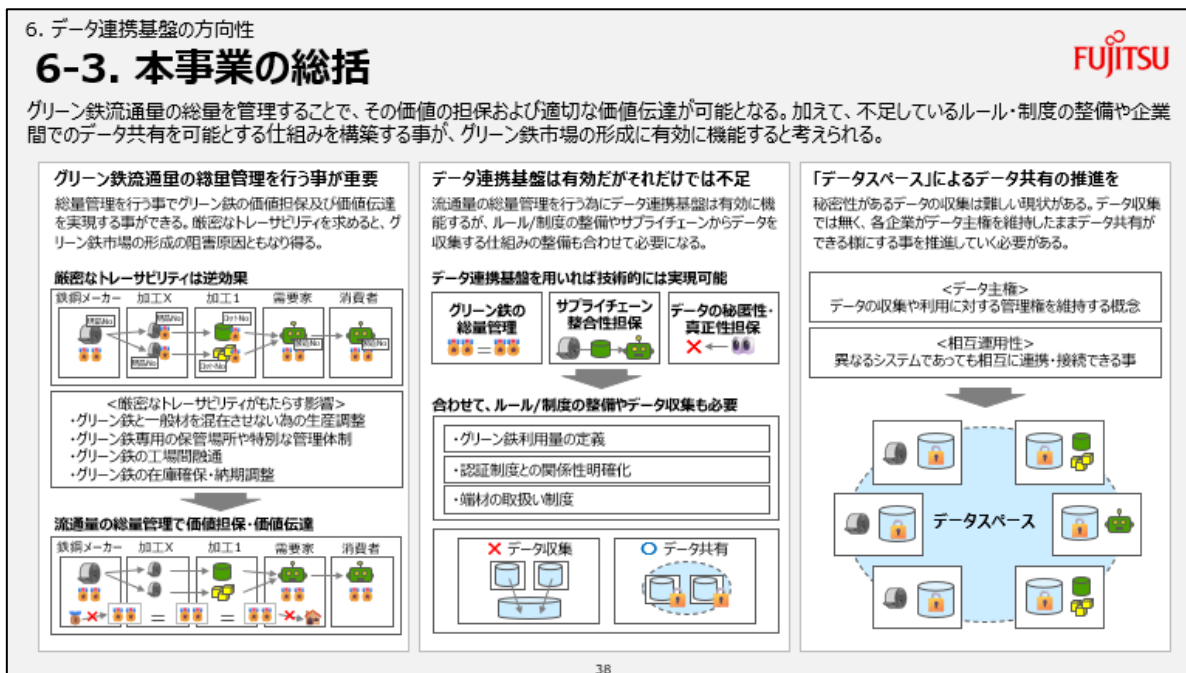 6. データ連携基盤の方向性
6-3. 本事業の総括
FUJITSU
グリーン鉄流通量の総量を管理することで、その価値の担保および適切な価値伝達が可能となる。加えて、不足しているルール・制度の整備や企業
間でのデータ共有を可能とする仕組みを構築する事が、グリーン鉄市場の形成に有効に機能すると考えられる。
グリーン鉄流通量の総量管理を行う事が重要
総量管理を行う事でグリーン鉄の価値担保及び価値伝達
を実現する事ができる。厳密なトレーサビリティを求めると、グ
リーン鉄市場の形成の阻害原因ともなり得る。
厳密なトレーサビリティは逆効果
鉄鋼メーカー 加工X 加工1 需要家 消費者
<厳密なトレーサビリティがもたらす影響>
・グリーン鉄と一般材を混在させない為の生産調整
・グリーン鉄専用の保管場所や特別な管理体制
・グリーン鉄の工場間融通
・グリーン鉄の在庫確保・納期調整
流通量の総量管理で価値担保・価値伝達
鉄鋼メーカー 加工X 加工1 需要家 消費者
= =
データ連携基盤は有効だがそれだけでは不足
流通量の総量管理を行う為にデータ連携基盤は有効に機
能するが、ルール/制度の整備やサプライチェーンからデータを
収集する仕組みの整備も合わせて必要になる。
データ連携基盤を用いれば技術的には実現可能
グリーン鉄の
総量管理
=
サプライチェーン
整合性担保
データの秘匿性・
真正性担保
合わせて、ルール/制度の整備やデータ収集も必要
・グリーン鉄利用量の定義
・認証制度との関係性明確化
・端材の取扱い制度
データ収集
データ共有
「データスペース」によるデータ共有の推進を
秘密性があるデータの収集は難しい現状がある。データ収集
では無く、各企業がデータ主権を維持したままデータ共有が
できる様にする事を推進していく必要がある。
<データ主権>
データの収集や利用に対する管理権を維持する概念
<相互運用性>
異なるシステムであっても相互に連携・接続できる事
データスペース
38